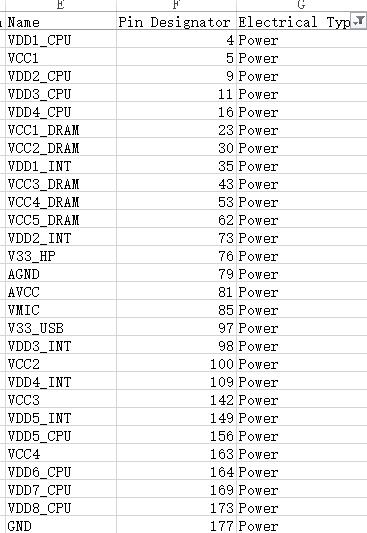 E F G
Name Pin Designator Electrical Typ
VDD1_CPU 4 Power
VCC1 5 Power
VDD2_CPU 9 Power
VDD3_CPU 11 Power
VDD4_CPU 16 Power
VCC1_DRAM 23 Power
VCC2_DRAM 30 Power
VDD1_INT 35 Power
VCC3_DRAM 43 Power
VCC4_DRAM 53 Power
VCC5_DRAM 62 Power
VDD2_INT 73 Power
V33_HP 76 Power
AGND 79 Power
AVCC 81 Power
VMIC 85 Power
V33_USB 97 Power
VDD3_INT 98 Power
VCC2 100 Power
VDD4_INT 109 Power
VCC3 142 Power
VDD5_INT 149 Power
VDD5_CPU 156 Power
VCC4 163 Power
VDD6_CPU 164 Power
VDD7_CPU 169 Power
VDD8_CPU 173 Power
GND 177 Power